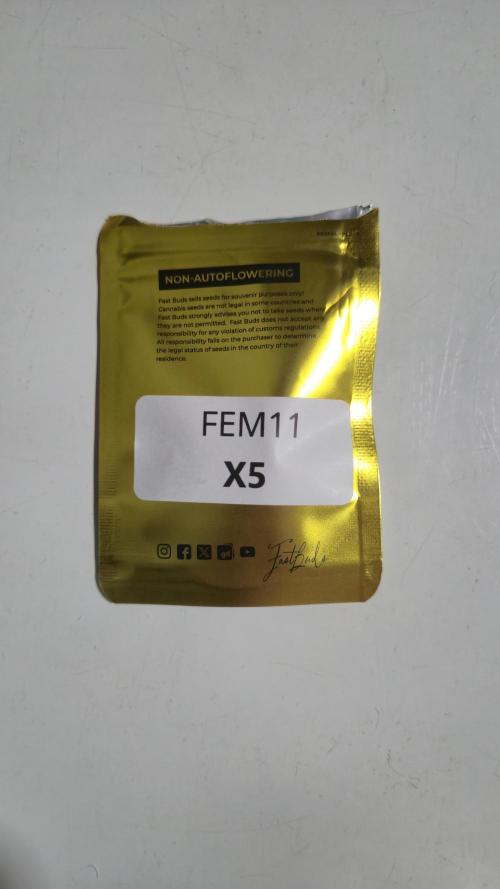 NON-AUTOFLOWERING
Fast Buds sells seeds for souvenir purposes only!
Cannabis seeds are not legal in some countries and
Fast Buds strongly advises you not to take seeds where
they are not permitted. Fast Buds does not accept any
responsibility for any violation of customs regulations.
All responsibility falls on the purchaser to determine
the legal status of seeds in the country of their
residence.
FEM11
X5
FastBuds